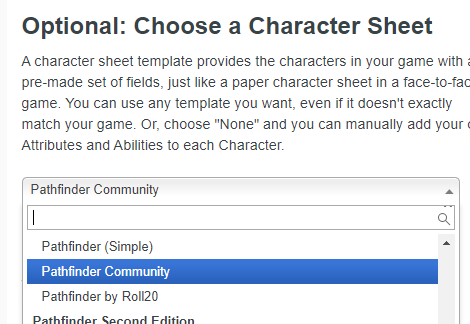 Optional: Choose a Character Sheet
A character sheet template provides the characters in your game with a
pre-made set of fields, just like a paper character sheet in a face-to-fac
game. You can use any template you want, even if it doesn't exactly
match your game. Or, choose "None" and you can manually add your o
Attributes and Abilities to each Character.
Pathfinder Community
Pathfinder (Simple)
Pathfinder Community
Pathfinder by Roll20
Pathfinder Second Edition